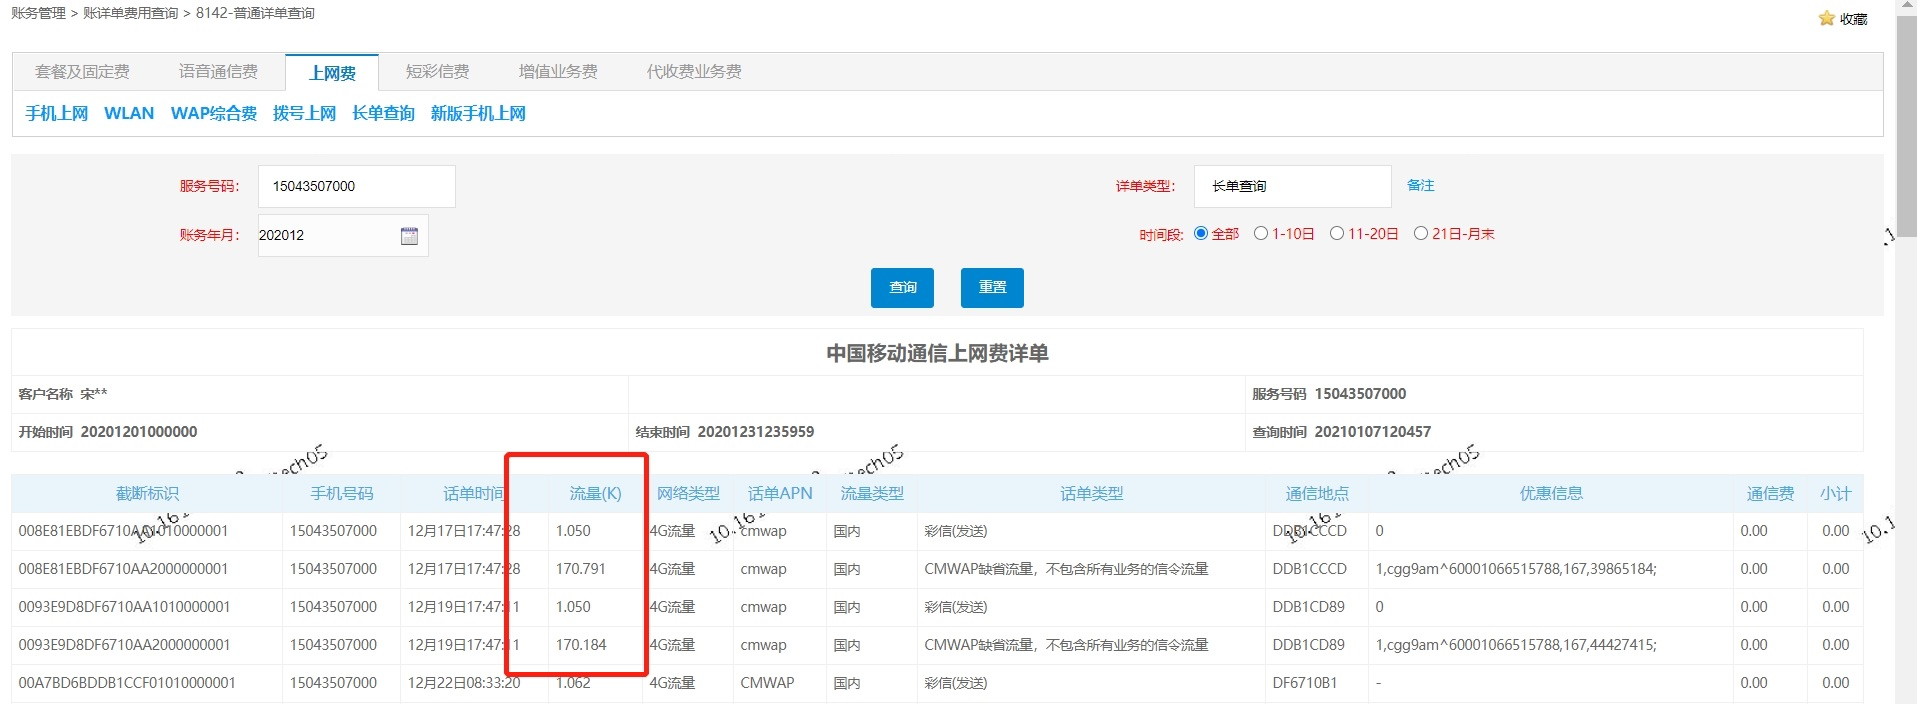 账务管理 > 账详单费用查询 > 8142-普通详单查询
收藏
套餐及固定费 语音通信费 上网费 短彩信费 增值业务费 代收费业务费
手机上网 WLAN WAP综合费 拨号上网 长单查询 新版手机上网
服务号码: 15043507000 详单类型: 长单查询 备注
账务年月: 202012 时间段: 全部 1-10日 11-20日 21日-月末
查询 重置
中国移动通信上网费详单
客户名称 宋** 服务号码 15043507000
开始时间 20201201000000 结束时间 20201231235959 查询时间 20210107120457
截断标识 手机号码 话单时间 流量(K) 网络类型 话单APN 流量类型 话单类型 通信地点 优惠信息 通信费 小计
008E81EBDF6710AA1010000001 15043507000 12月17日17:47:28 1.050 4G流量 cmwap 国内 彩信(发送) DDB1CCCD 0 0.00 0.00
008E81EBDF6710AA2000000001 15043507000 12月17日17:47:28 170.791 4G流量 cmwap 国内 CMWAP缺省流量，不包含所有业务的信令流量 DDB1CCCD 1,cgg9am^60001066515788,167,39865184; 0.00 0.00
0093E9D8DF6710AA1010000001 15043507000 12月19日17:47:11 1.050 4G流量 cmwap 国内 彩信(发送) DDB1CD89 0 0.00 0.00
0093E9D8DF6710AA2000000001 15043507000 12月19日17:47:11 170.184 4G流量 cmwap 国内 CMWAP缺省流量，不包含所有业务的信令流量 DDB1CD89 1,cgg9am^60001066515788,167,44427415; 0.00 0.00
00A7BD6BDDB1CCF01010000001 15043507000 12月22日08:33:20 1.062 4G流量 CMWAP 国内 彩信(发送) DF6710B1 - 0.00 0.00